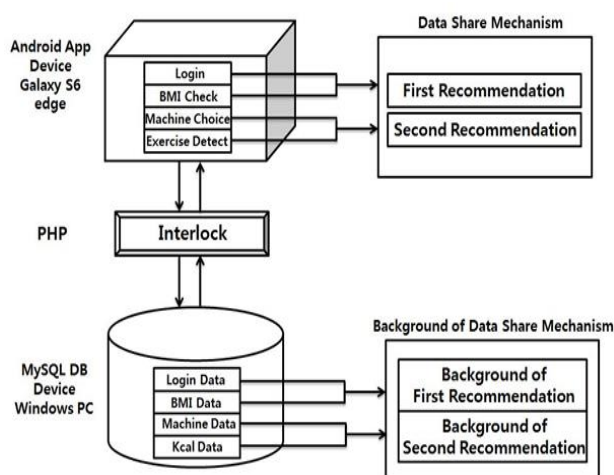 Android App
Device
Galaxy S6
edge
Login
BMI Check
Machine Choice
Exercise Detect
Data Share Mechanism
First Recommendation
Second Recommendation
PHP
Interlock
MySQL DB
Device
Windows PC
Login Data
BMI Data
Machine Data
Kcal Data
Background of Data Share Mechanism
Background of
First Recommendation
Background of
Second Recommendation